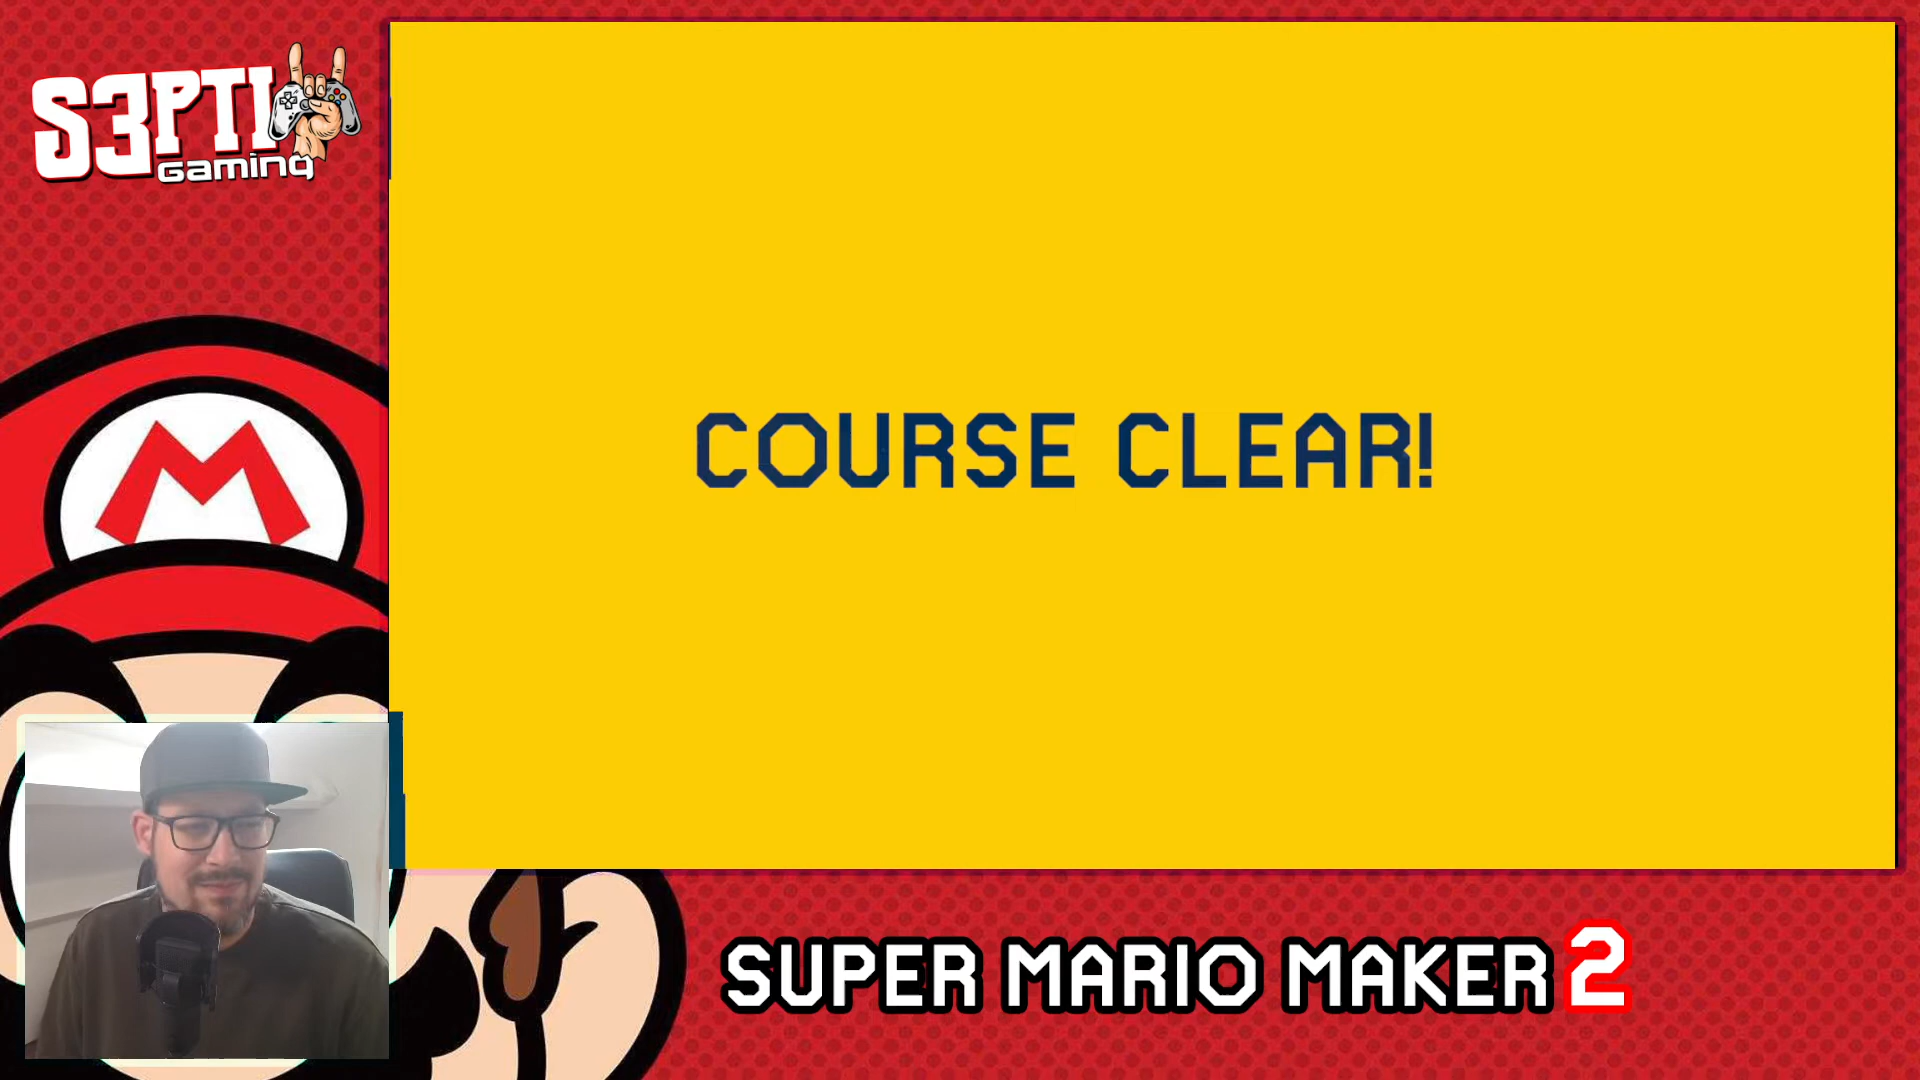 S3PTI
Gaming
M
COURSE CLEAR!
SUPER MARIO MAKER 2